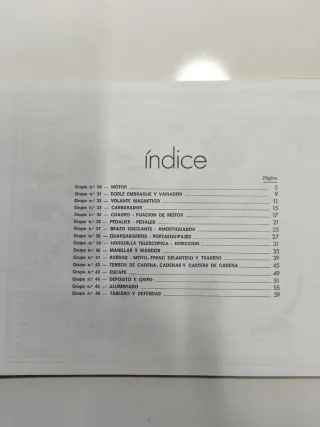 índice
Página
Grupo n.º 30 — MOTOR 5
Grupo n.º 31 — DOBLE EMBRAGUE Y VARIADOR 9
Grupo n.º 32 — VOLANTE MAGNETICO 11
Grupo n.º 33 — CARBURADOR 15
Grupo n.º 34 — CUADRO - FIJACION DE MOTOR 17
Grupo n.º 36 — PEDALIER - PEDALES 21
Grupo n.º 37 — BRAZO OSCILANTE - AMORTIGUADOR 25
Grupo n.º 38 — GUARDABARROS - PORTAEQUIPAJES 27
Grupo n.º 39 — HORQUILLA TELESCOPICA - DIRECCION 31
Grupo n.º 40 — MANILLAR Y MANDOS 35
Grupo n.º 41 — RUEDAS - MOYU, FRENO DELANTERO Y TRASERO 39
Grupo n.º 42 — TENSOR DE CADENA, CADENAS Y CARTERS DE CADENA 45
Grupo n.º 43 — ESCAPE 49
Grupo n.º 44 — DEPOSITO Y GRIFO 51
Grupo n.º 45 — ALUMBRADO 55
Grupo n.º 46 — TABLERO Y DEFENSAS 59